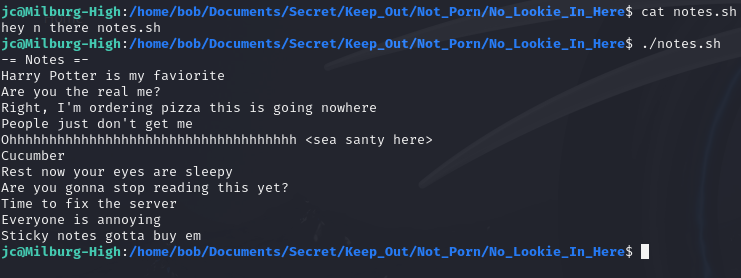 jc@Milburg-High:/home/bob/Documents/Secret/Keep_Out/Not_Porn/No_Lookie_In_Here$ cat notes.sh
hey n there notes.sh
jc@Milburg-High:/home/bob/Documents/Secret/Keep_Out/Not_Porn/No_Lookie_In_Here$ ./notes.sh
-= Notes =-
Harry Potter is my faviorite
Are you the real me?
Right, I'm ordering pizza this is going nowhere
People just don't get me
Ohhhhhhhhhhhhhhhhhhhhhhhhhhhhhhhhhhhh <sea santy here>
Cucumber
Rest now your eyes are sleepy
Are you gonna stop reading this yet?
Time to fix the server
Everyone is annoying
Sticky notes gotta buy em
jc@Milburg-High:/home/bob/Documents/Secret/Keep_Out/Not_Porn/No_Lookie_In_Here$